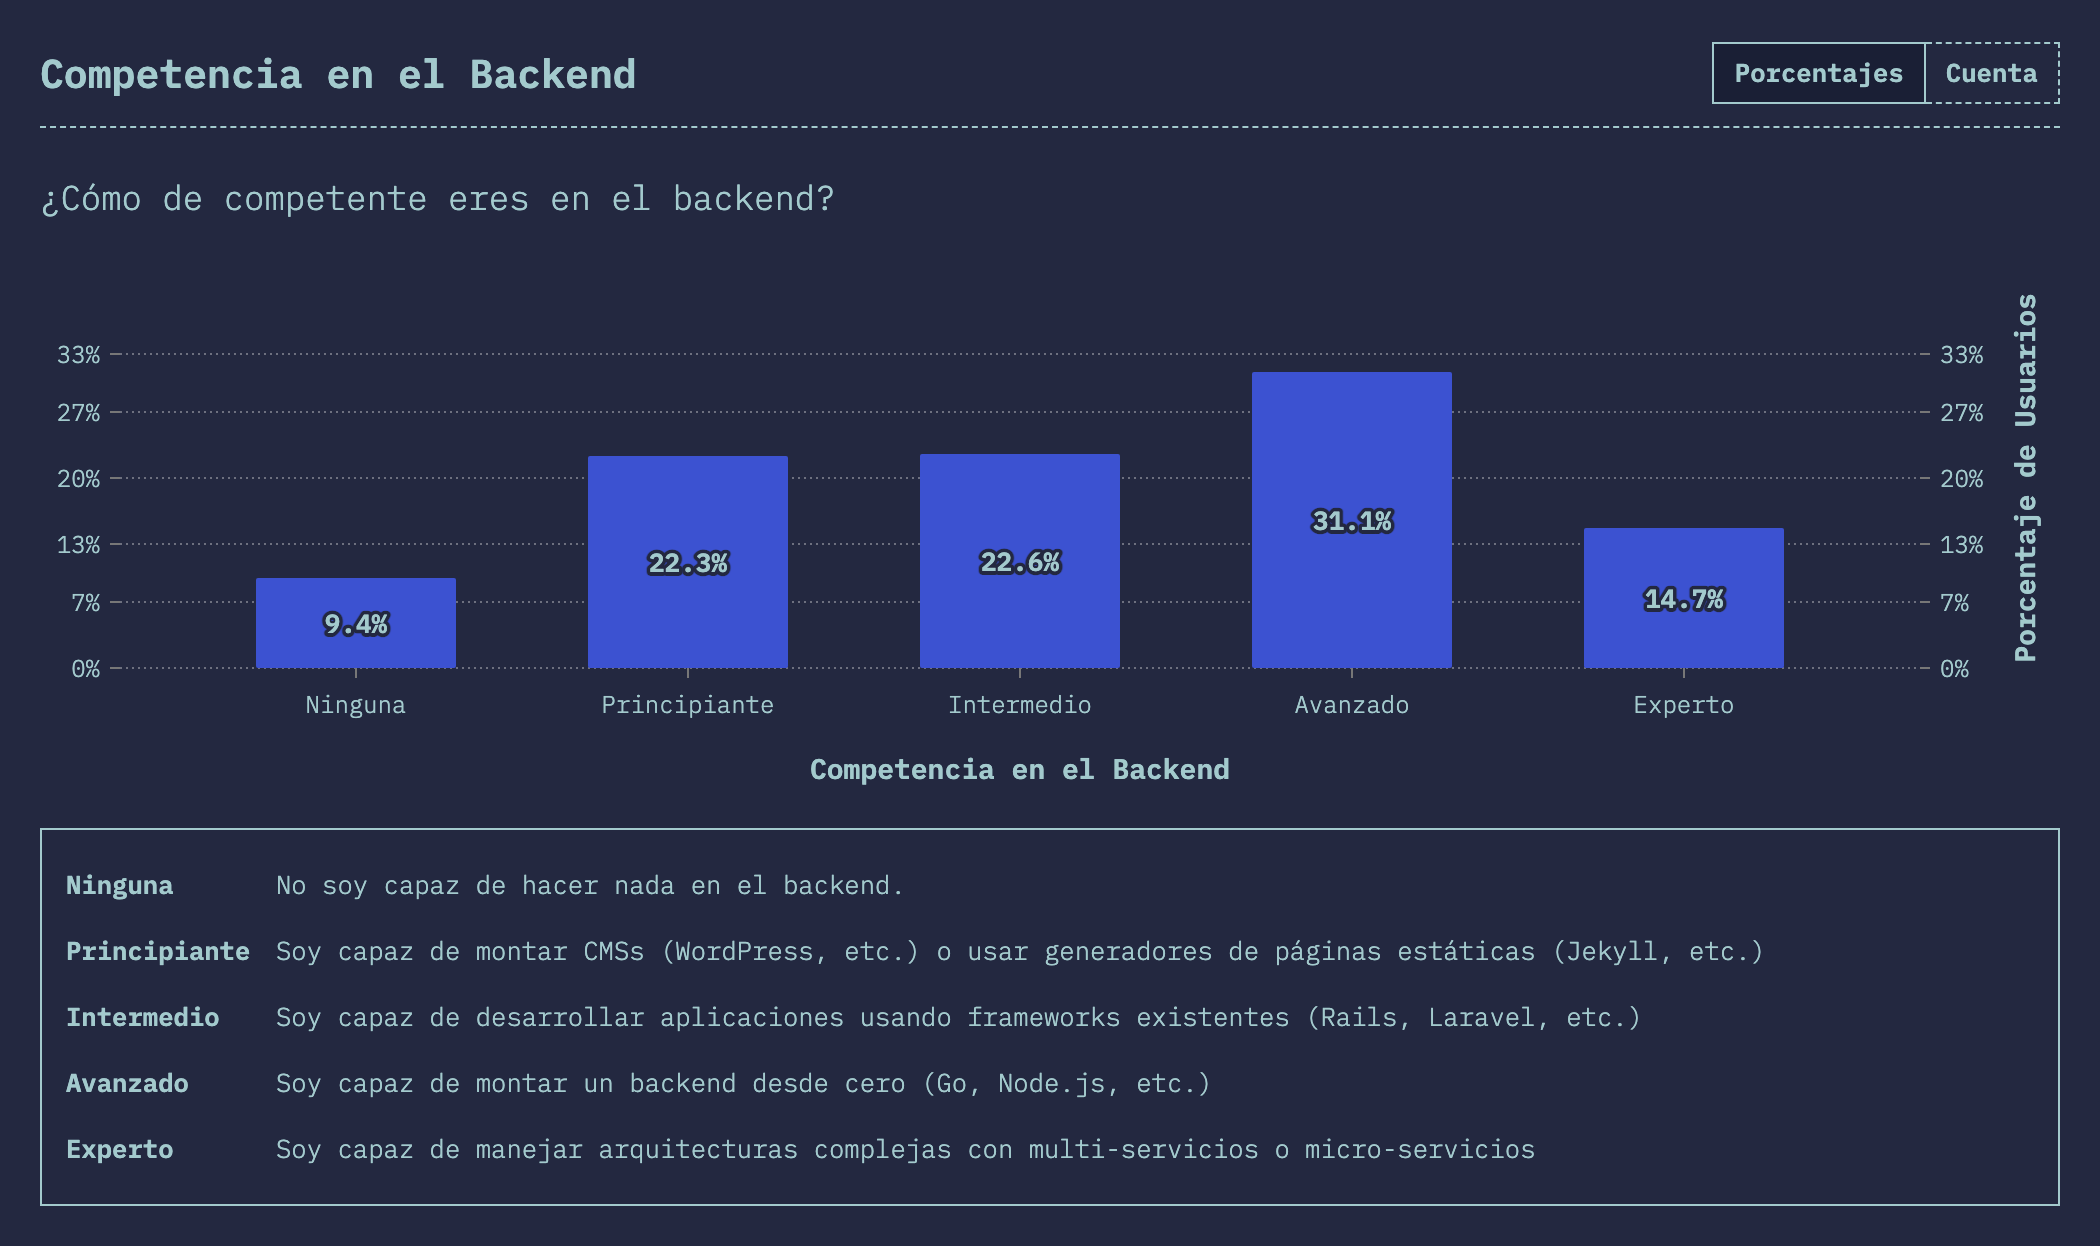 Competencia en el Backend
Porcentajes Cuenta
¿Cómo de competente eres en el backend?
33% 33%
27% 27%
20% 20%
13% 13%
7% 7%
0% 0%
9.4% 22.3% 22.6% 31.1% 14.7%
Porcentaje de Usuarios
Ninguna Principiante Intermedio Avanzado Experto
Competencia en el Backend
Ninguna No soy capaz de hacer nada en el backend.
Principiante Soy capaz de montar CMSs (WordPress, etc.) o usar generadores de páginas estáticas (Jekyll, etc.)
Intermedio Soy capaz de desarrollar aplicaciones usando frameworks existentes (Rails, Laravel, etc.)
Avanzado Soy capaz de montar un backend desde cero (Go, Node.js, etc.)
Experto Soy capaz de manejar arquitecturas complejas con multi-servicios o micro-servicios